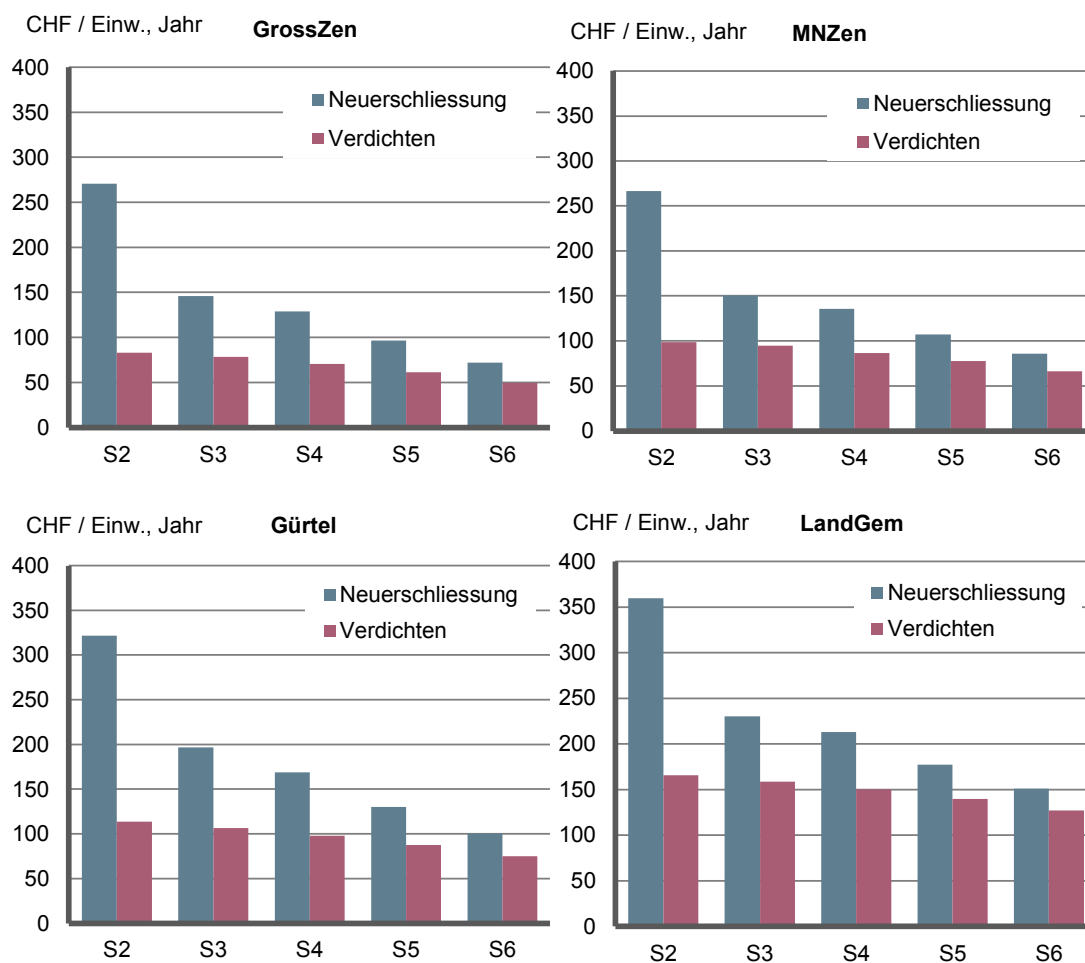 CHF / Einw., Jahr GrossZen
400
350
300
250
200
150
100
50
0
Neuerschliessung
Verdichten
S2 S3 S4 S5 S6
CHF / Einw., Jahr MNZen
400
350
300
250
200
150
100
50
0
Neuerschliessung
Verdichten
S2 S3 S4 S5 S6
CHF / Einw., Jahr Gürtel
400
350
300
250
200
150
100
50
0
Neuerschliessung
Verdichten
S2 S3 S4 S5 S6
CHF / Einw., Jahr LandGem
400
350
300
250
200
150
100
50
0
Neuerschliessung
Verdichten
S2 S3 S4 S5 S6